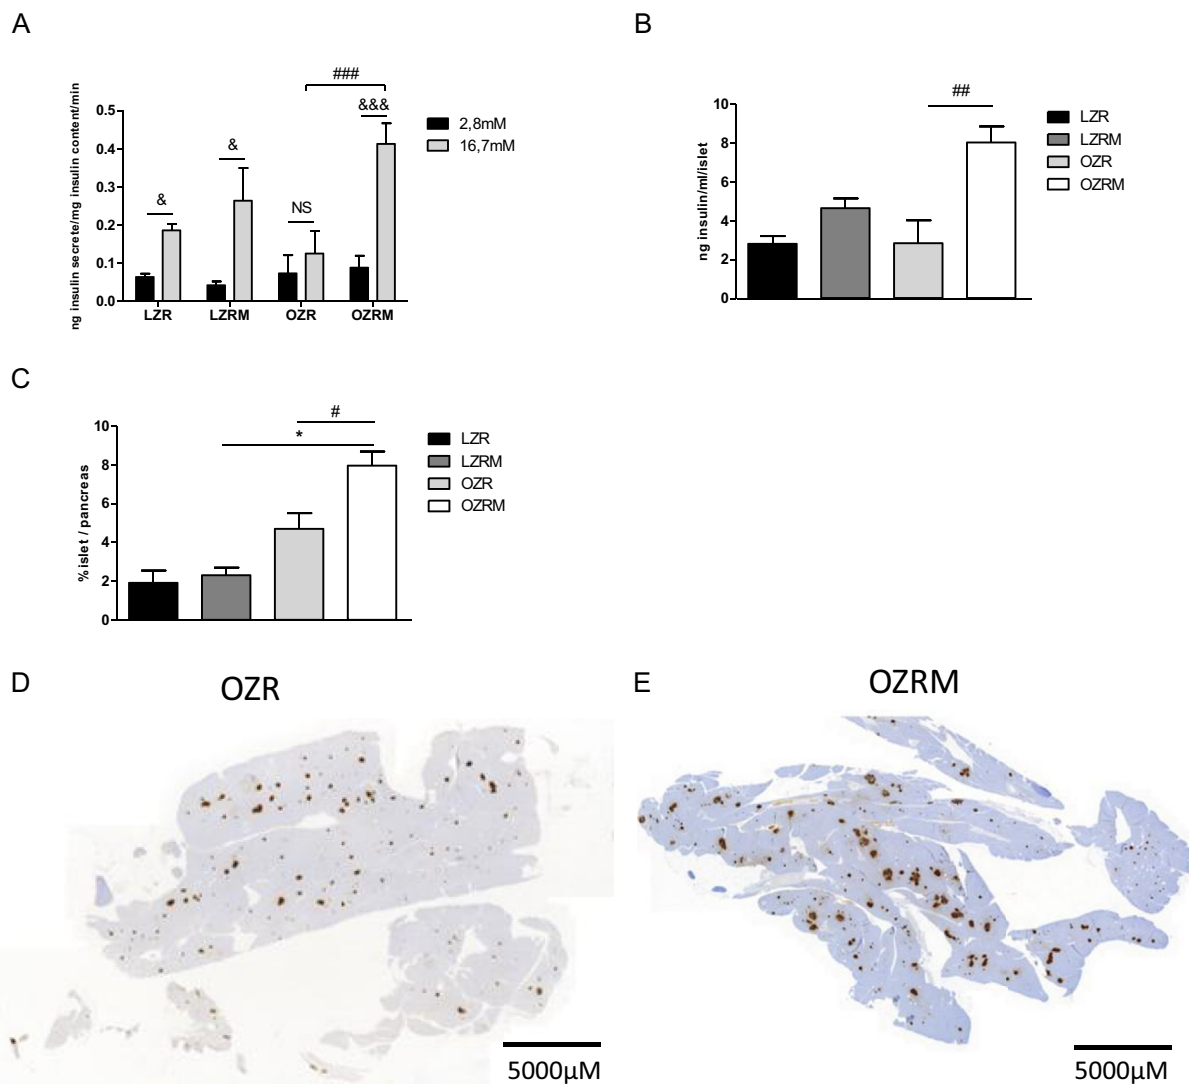 A
###
&&&
&
&
NS
ng insulin secrete/mg insulin content/min
0.5
0.4
0.3
0.2
0.1
0.0
LZR
LZRM
OZR
OZRM
2,8mM
16,7mM
B
##
ng insulin/ml/islet
10
8
6
4
2
0
LZR
LZRM
OZR
OZRM
C
#
*
% islet / pancreas
10
8
6
4
2
0
LZR
LZRM
OZR
OZRM
D
OZR
5000µM
E
OZRM
5000µM